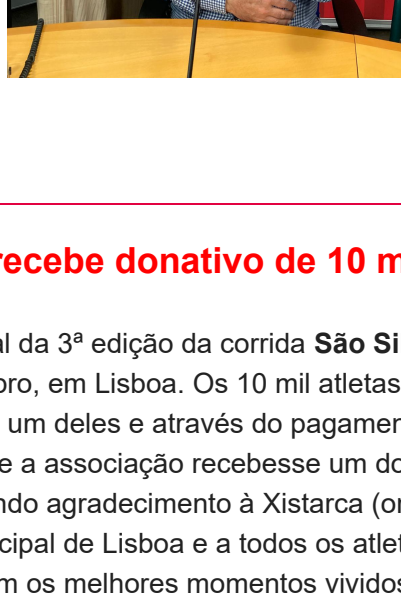 recebe donativo de 10 m
al da 3ª edição da corrida São Si
bro, em Lisboa. Os 10 mil atletas
um deles e através do pagamen
e a associação recebesse um do
ndo agradecimento à Xistarca (or
cipal de Lisboa e a todos os atlet
m os melhores momentos vividos